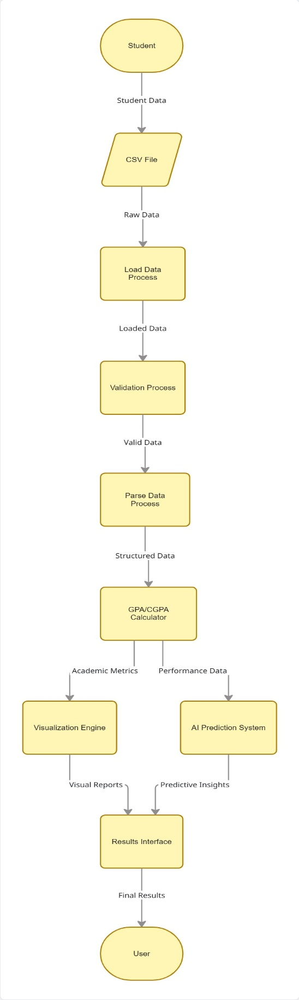 Student
Student Data
CSV File
Raw Data
Load Data
Process
Loaded Data
Validation Process
Valid Data
Parse Data
Process
Structured Data
GPA/CGPA
Calculator
Academic Metrics
Performance Data
Visualization Engine
AI Prediction System
Visual Reports
Predictive Insights
Results Interface
Final Results
User